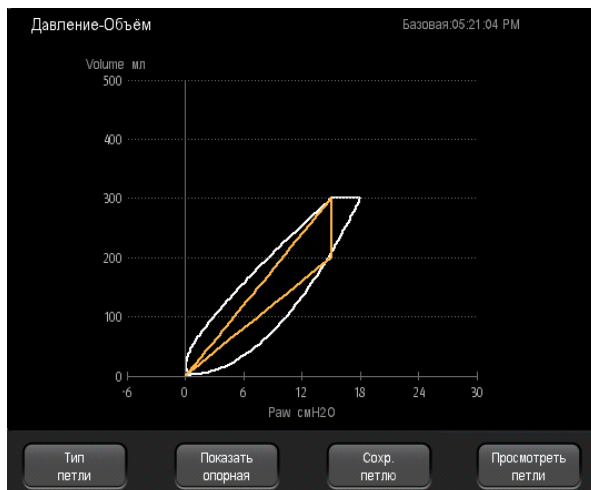 Давление-Объём
Базовая:05:21:04 PM
Volume мл
500
400
300
200
100
0
-6 0 6 12 18 24 30
Paw смH2O
Тип петли
Показать опорная
Сохр. петлю
Просмотреть петли